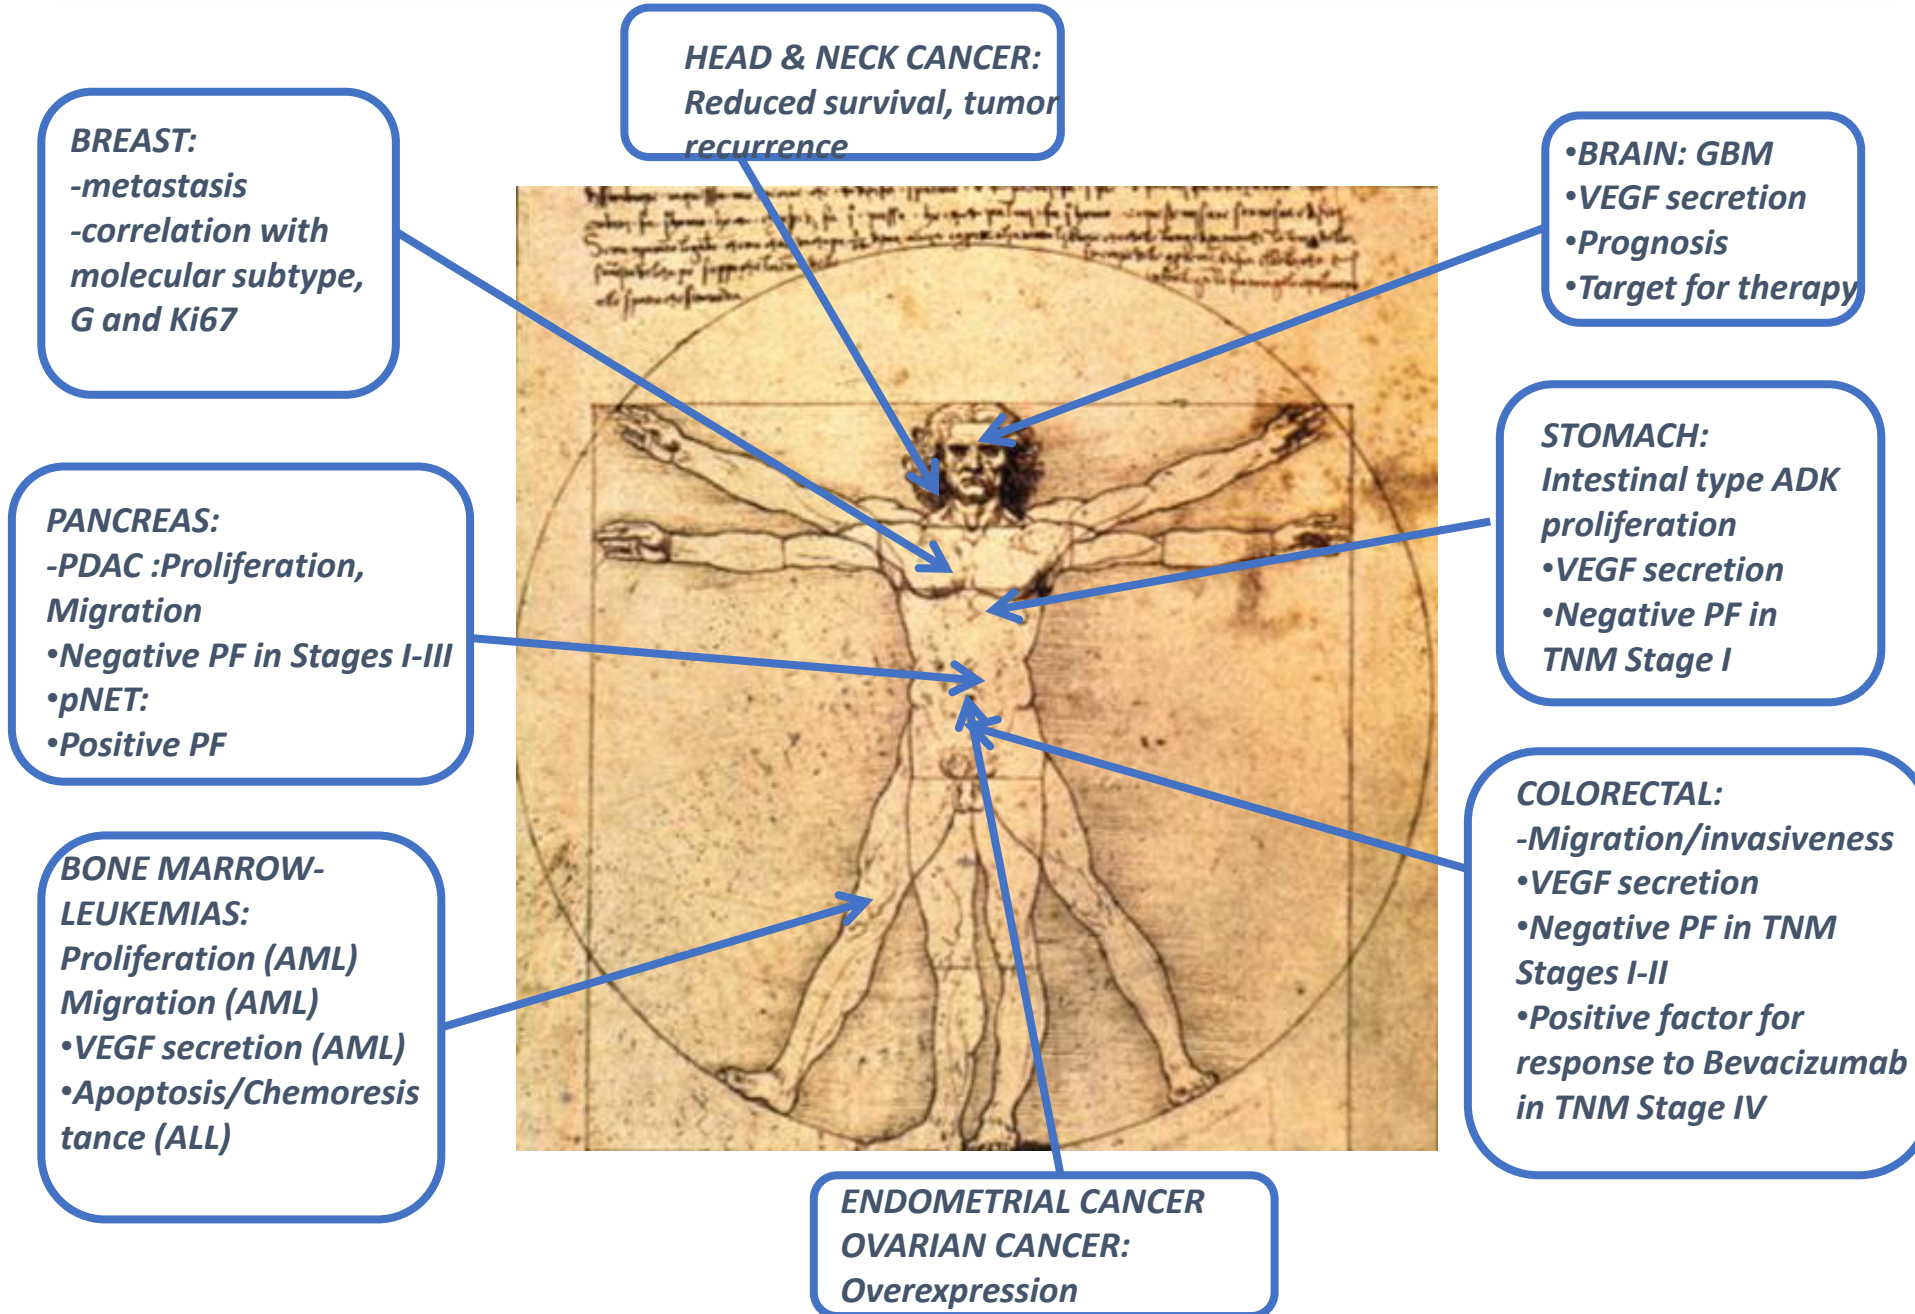 HEAD & NECK CANCER:
Reduced survival, tumor
recurrence
BREAST:
-metastasis
-correlation with
molecular subtype,
G and Ki67
•BRAIN: GBM
•VEGF secretion
•Prognosis
•Target for therapy
STOMACH:
Intestinal type ADK
proliferation
•VEGF secretion
•Negative PF in
TNM Stage I
PANCREAS:
-PDAC :Proliferation,
Migration
•Negative PF in Stages I-III
•pNET:
•Positive PF
BONE MARROW-
LEUKEMIAS:
Proliferation (AML)
Migration (AML)
•VEGF secretion (AML)
•Apoptosis/Chemoresis
tance (ALL)
COLORECTAL:
-Migration/invasiveness
•VEGF secretion
•Negative PF in TNM
Stages I-II
•Positive factor for
response to Bevacizumab
in TNM Stage IV
ENDOMETRIAL CANCER
OVARIAN CANCER:
Overexpression